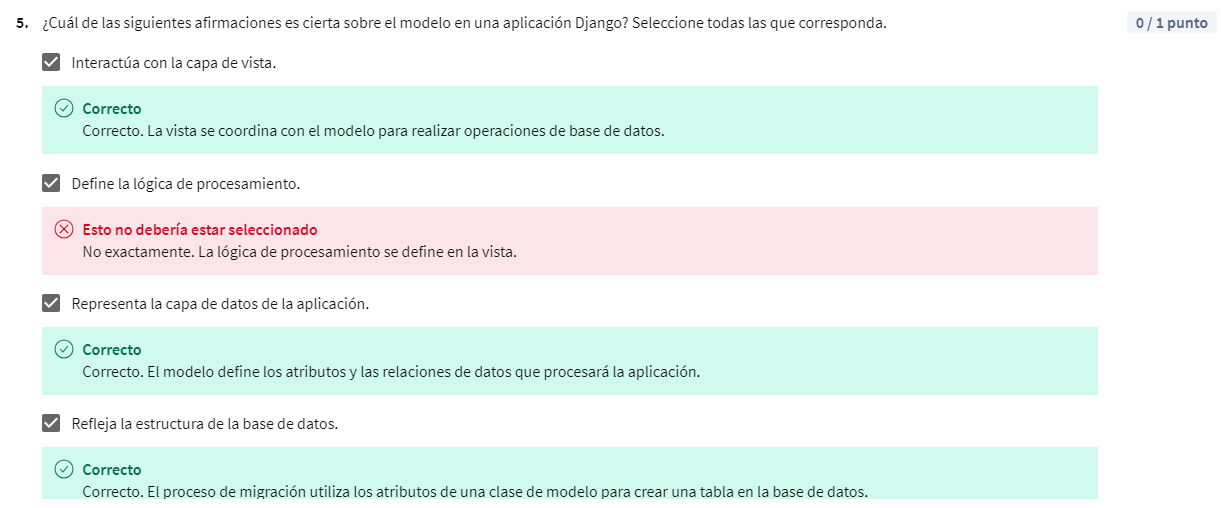 5. ¿Cuál de las siguientes afirmaciones es cierta sobre el modelo en una aplicación Django? Seleccione todas las que corresponda.
0 / 1 punto
Interactúa con la capa de vista.
Correcto
Correcto. La vista se coordina con el modelo para realizar operaciones de base de datos.
Define la lógica de procesamiento.
Esto no debería estar seleccionado
No exactamente. La lógica de procesamiento se define en la vista.
Representa la capa de datos de la aplicación.
Correcto
Correcto. El modelo define los atributos y las relaciones de datos que procesará la aplicación.
Refleja la estructura de la base de datos.
Correcto
Correcto. El proceso de migración utiliza los atributos de una clase de modelo para crear una tabla en la base de datos.